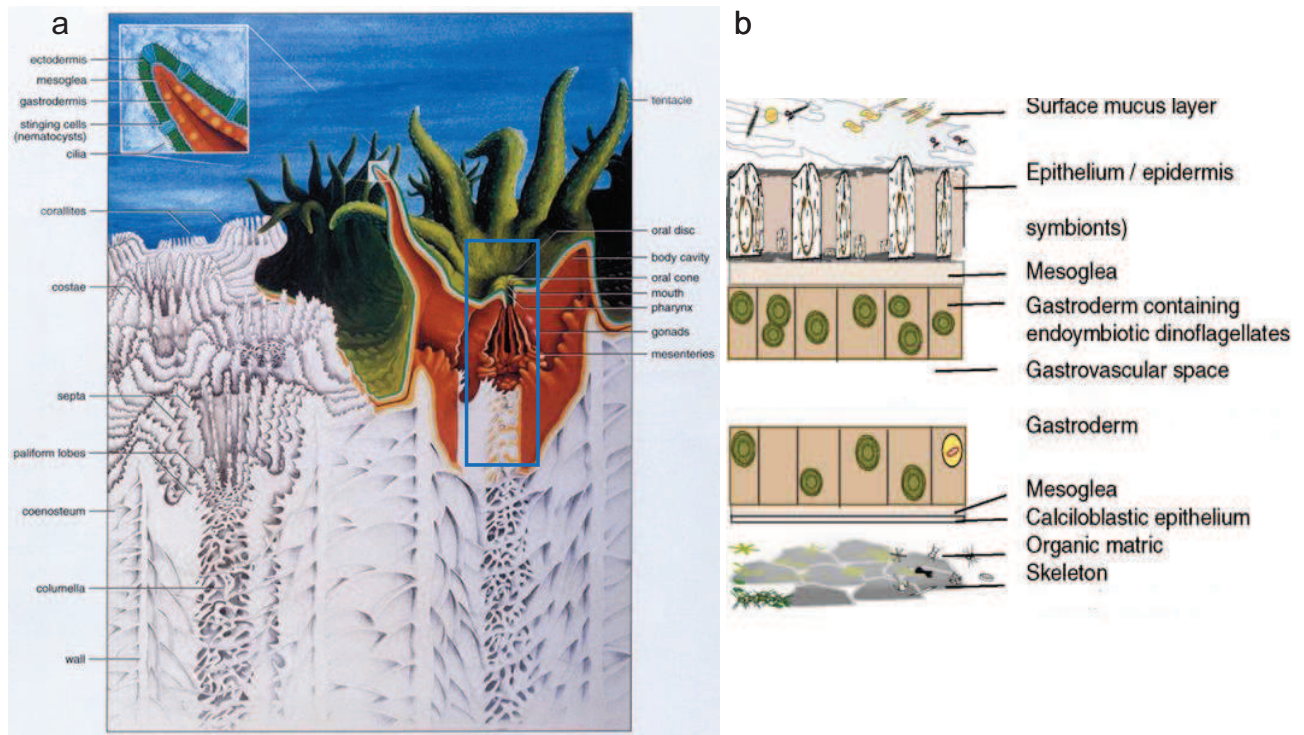 a
ectodermis
mesoglea
gastrodermis
stinging cells
(nematocysts)
cilia
corallites
costae
septa
paliform lobes
coenosteum
columella
wall
tentacle
oral disc
body cavity
oral cone
mouth
pharynx
gonads
mesenteries
b
Surface mucus layer
Epithelium / epidermis
symbionts)
Mesoglea
Gastroderm containing
endoymbiotic dinoflagellates
Gastrovascular space
Gastroderm
Mesoglea
Calciloblastic epithelium
Organic matric
Skeleton